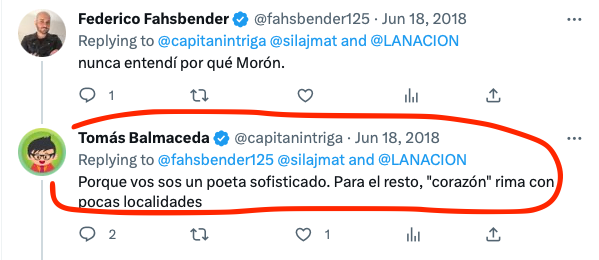 Federico Fahsbender @fahsbender125 · Jun 18, 2018
Replying to @capitanintriga @silajmat and @LANACION
nunca entendí por qué Morón.
1
Tomás Balmaceda @capitanintriga · Jun 18, 2018
Replying to @fahsbender125 @silajmat and @LANACION
Porque vos sos un poeta sofisticado. Para el resto, "corazón" rima con
pocas localidades
2 1